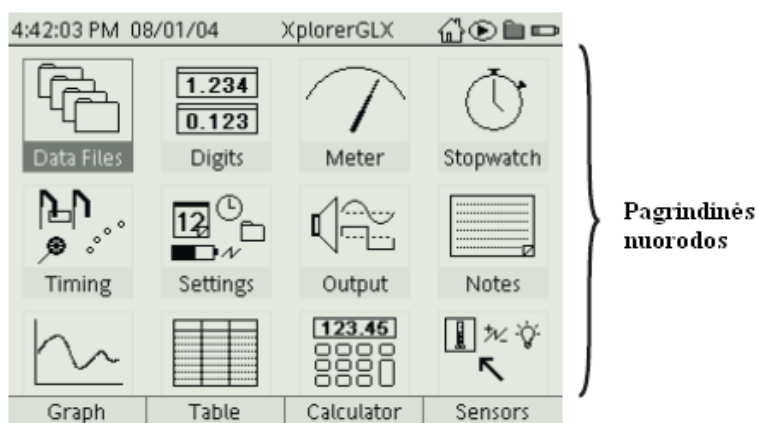 4:42:03 PM 08/01/04 XplorerGLX
1.234
0.123
Data Files Digits Meter Stopwatch
12
Timing Settings Output Notes
123.45
Graph Table Calculator Sensors
Pagrindinės
nuorodos